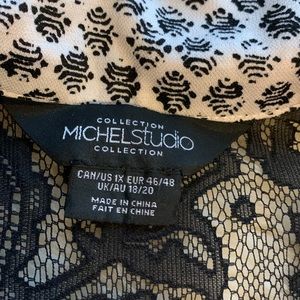 COLLECTION
MICHELSTUDIO
COLLECTION
CAN/US 1X EUR 46/48
UK/AU 18/20
MADE IN CHINA
FAIT EN CHINE